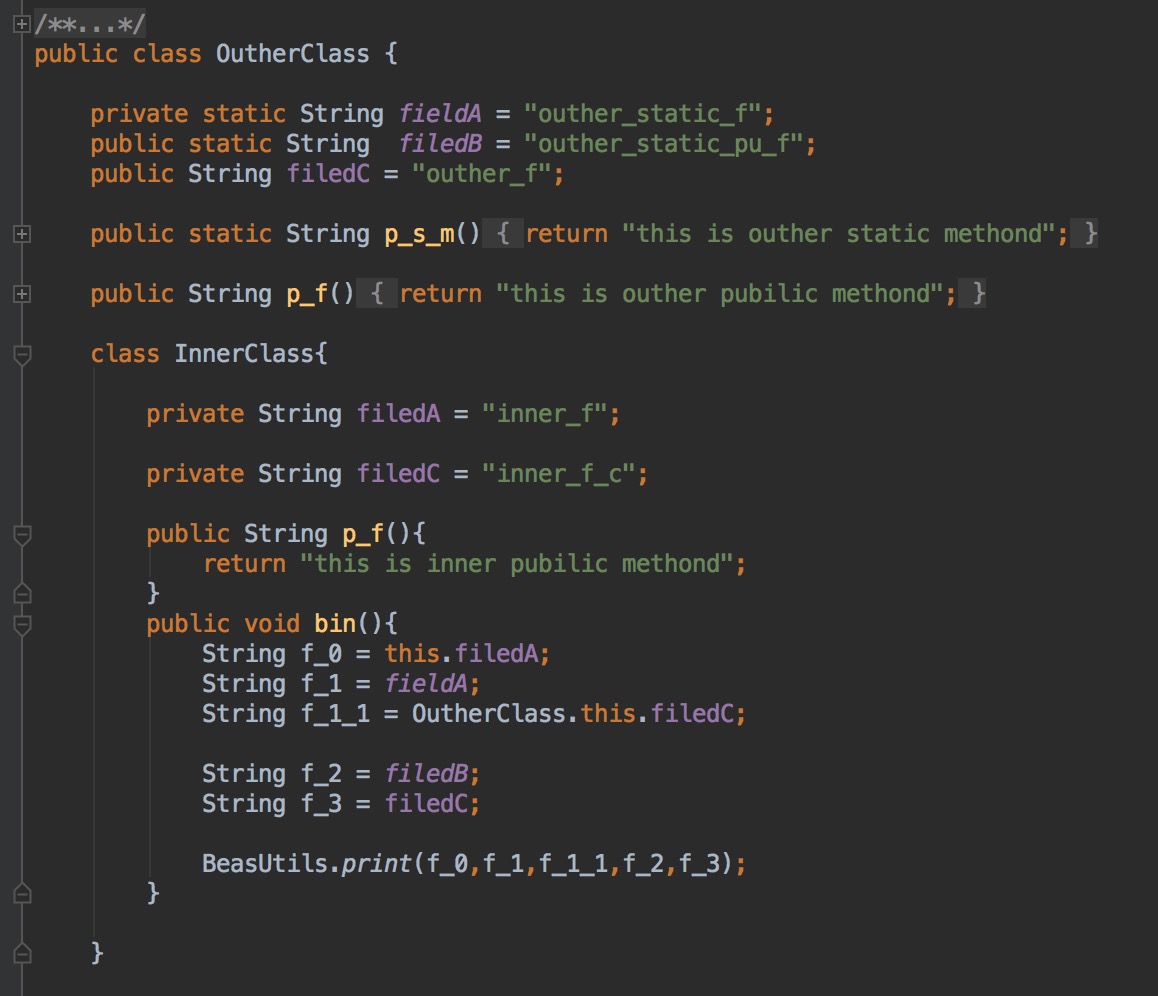 /**...*/
public class OutherClass {
private static String fieldA = "outher_static_f";
public static String  filedB = "outher_static_pu_f";
public String filedC = "outher_f";
public static String p_s_m() { return "this is outher static methond"; }
public String p_f() { return "this is outher pubilic methond"; }
class InnerClass{
private String filedA = "inner_f";
private String filedC = "inner_f_c";
public String p_f(){
return "this is inner pubilic methond";
}
public void bin(){
String f_0 = this.filedA;
String f_1 = fieldA;
String f_1_1 = OutherClass.this.filedC;
String f_2 = filedB;
String f_3 = filedC;
BeasUtils.print(f_0,f_1,f_1_1,f_2,f_3);
}
}